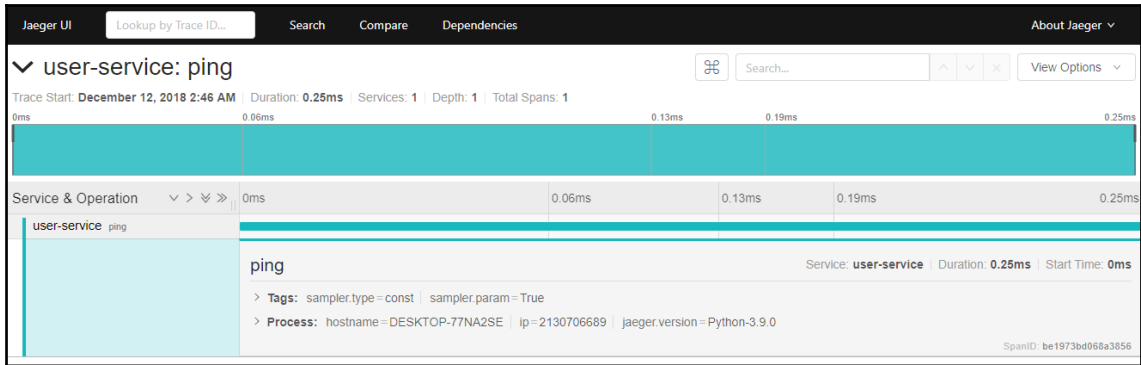 Jaeger UI Lookup by Trace ID... Search Compare Dependencies About Jaeger
user-service: ping ⌘ Search... View Options
Trace Start: December 12, 2018 2:46 AM | Duration: 0.25ms | Services: 1 | Depth: 1 | Total Spans: 1
0ms 0.06ms 0.13ms 0.19ms 0.25ms
Service & Operation 0ms 0.06ms 0.13ms 0.19ms 0.25ms
user-service ping
ping Service: user-service | Duration: 0.25ms | Start Time: 0ms
> Tags: sampler.type=const | sampler.param=True
> Process: hostname=DESKTOP-77NA2SE | ip=2130706689 | jaeger.version=Python-3.9.0
SpanID: be1973bd068a3856